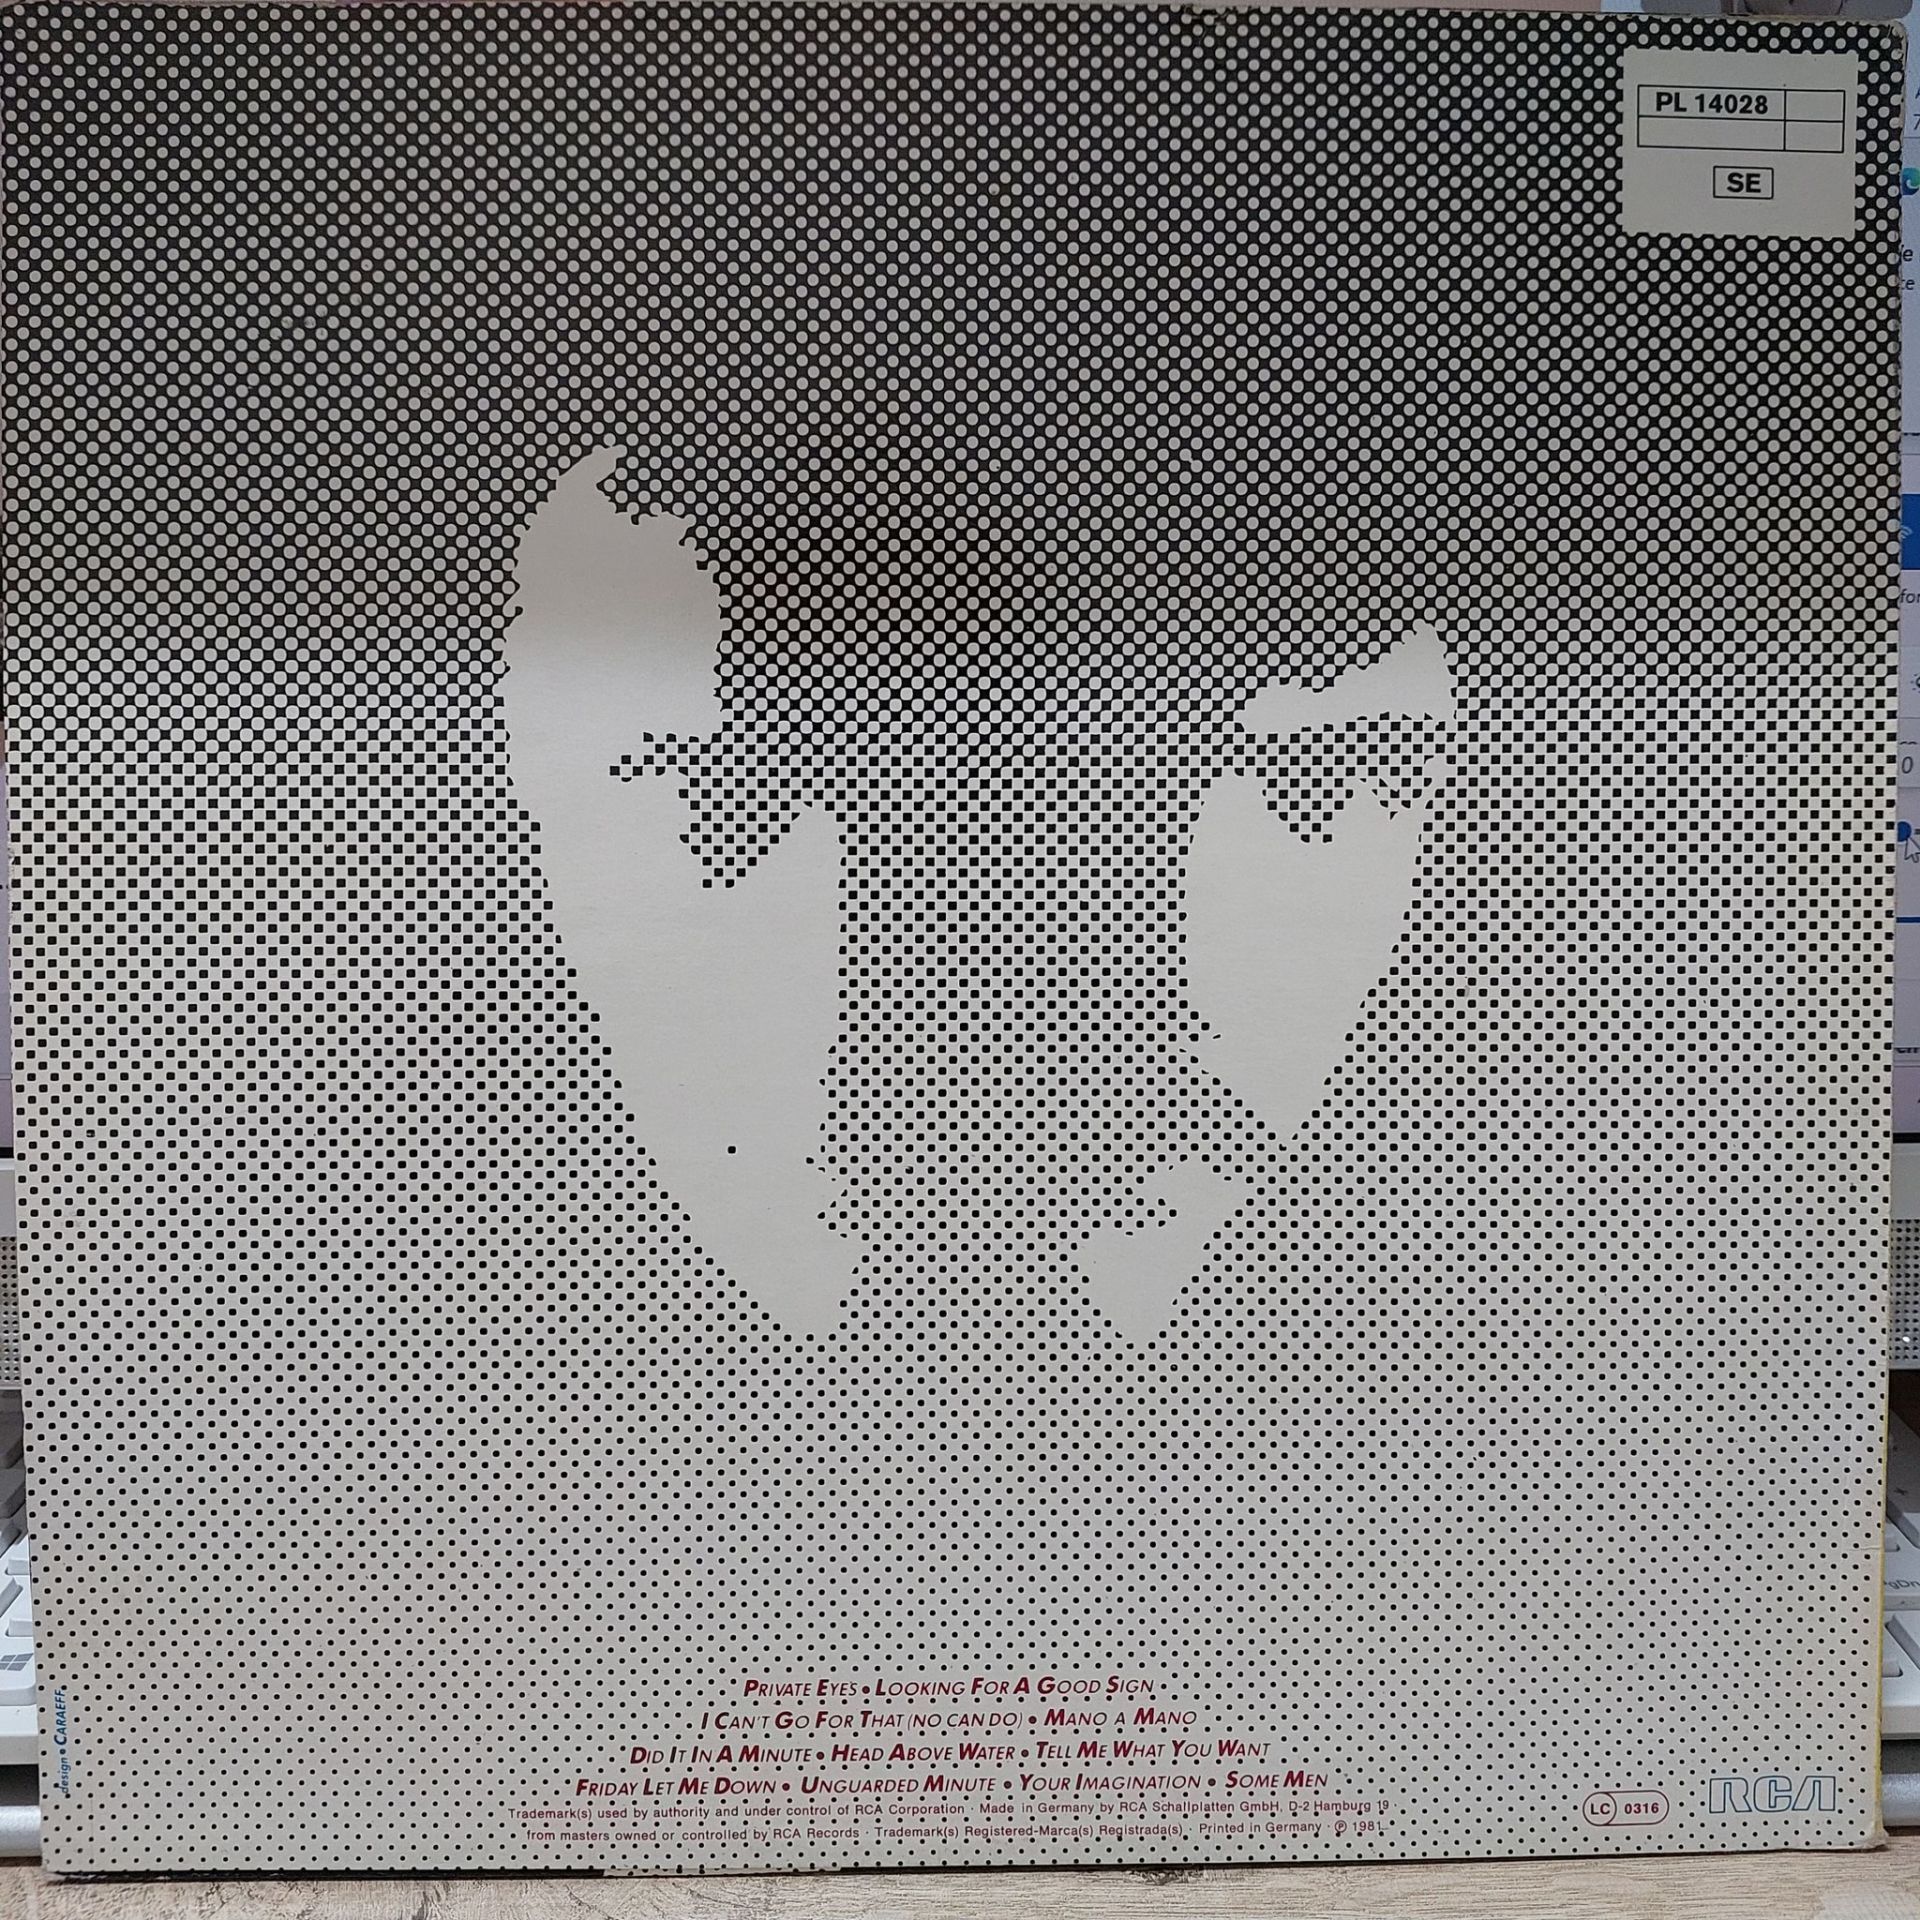 PL 14028
SE
PRIVATE EYES • LOOKING FOR A GOOD SIGN
I CAN'T GO FOR THAT (NO CAN DO) • MANO A MANO
DID IT IN A MINUTE • HEAD ABOVE WATER • TELL ME WHAT YOU WANT
FRIDAY LET ME DOWN • UNGUARDED MINUTE • YOUR IMAGINATION • SOME MEN
Trademark(s) used by authority and under control of RCA Corporation · Made in Germany by RCA Schallplatten GmbH, D-2 Hamburg 19 ·
from masters owned or controlled by RCA Records · Trademark(s) Registered-Marca(s) Registrada(s) · Printed in Germany · ℗ 1981
LC 0316
RCA
design • CARAEFF